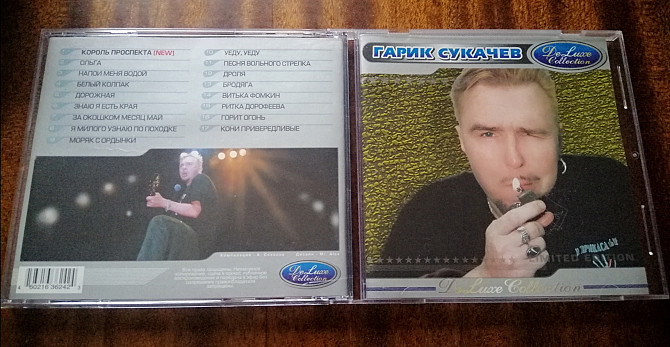 КОРОЛЬ ПРОСПЕКТА (NEW)
ОЛЬГА
НАПОИ МЕНЯ ВОДОЙ
БЕЛЫЙ КОЛПАК
ДОРОЖНАЯ
ЗНАЮ Я ЕСТЬ КРАЯ
ЗА ОКОШКОМ МЕСЯЦ МАЙ
Я МИЛОГО УЗНАЮ ПО ПОХОДКЕ
МОРЯК С ОРДЫНКИ
УЕДУ, УЕДУ
ПЕСНЯ ВОЛЬНОГО СТРЕЛКА
ДРОЛЯ
БРОДЯГА
ВИТЬКА ФОМКИН
РИТКА ДОРОФЕЕВА
ГОРИТ ОГОНЬ
КОНИ ПРИВЕРЕДЛИВЫЕ
De-Luxe
Collection
ГАРИК СУКАЧЕВ
De-Luxe
Collection
LIMITED EDITION
De-Luxe Collection